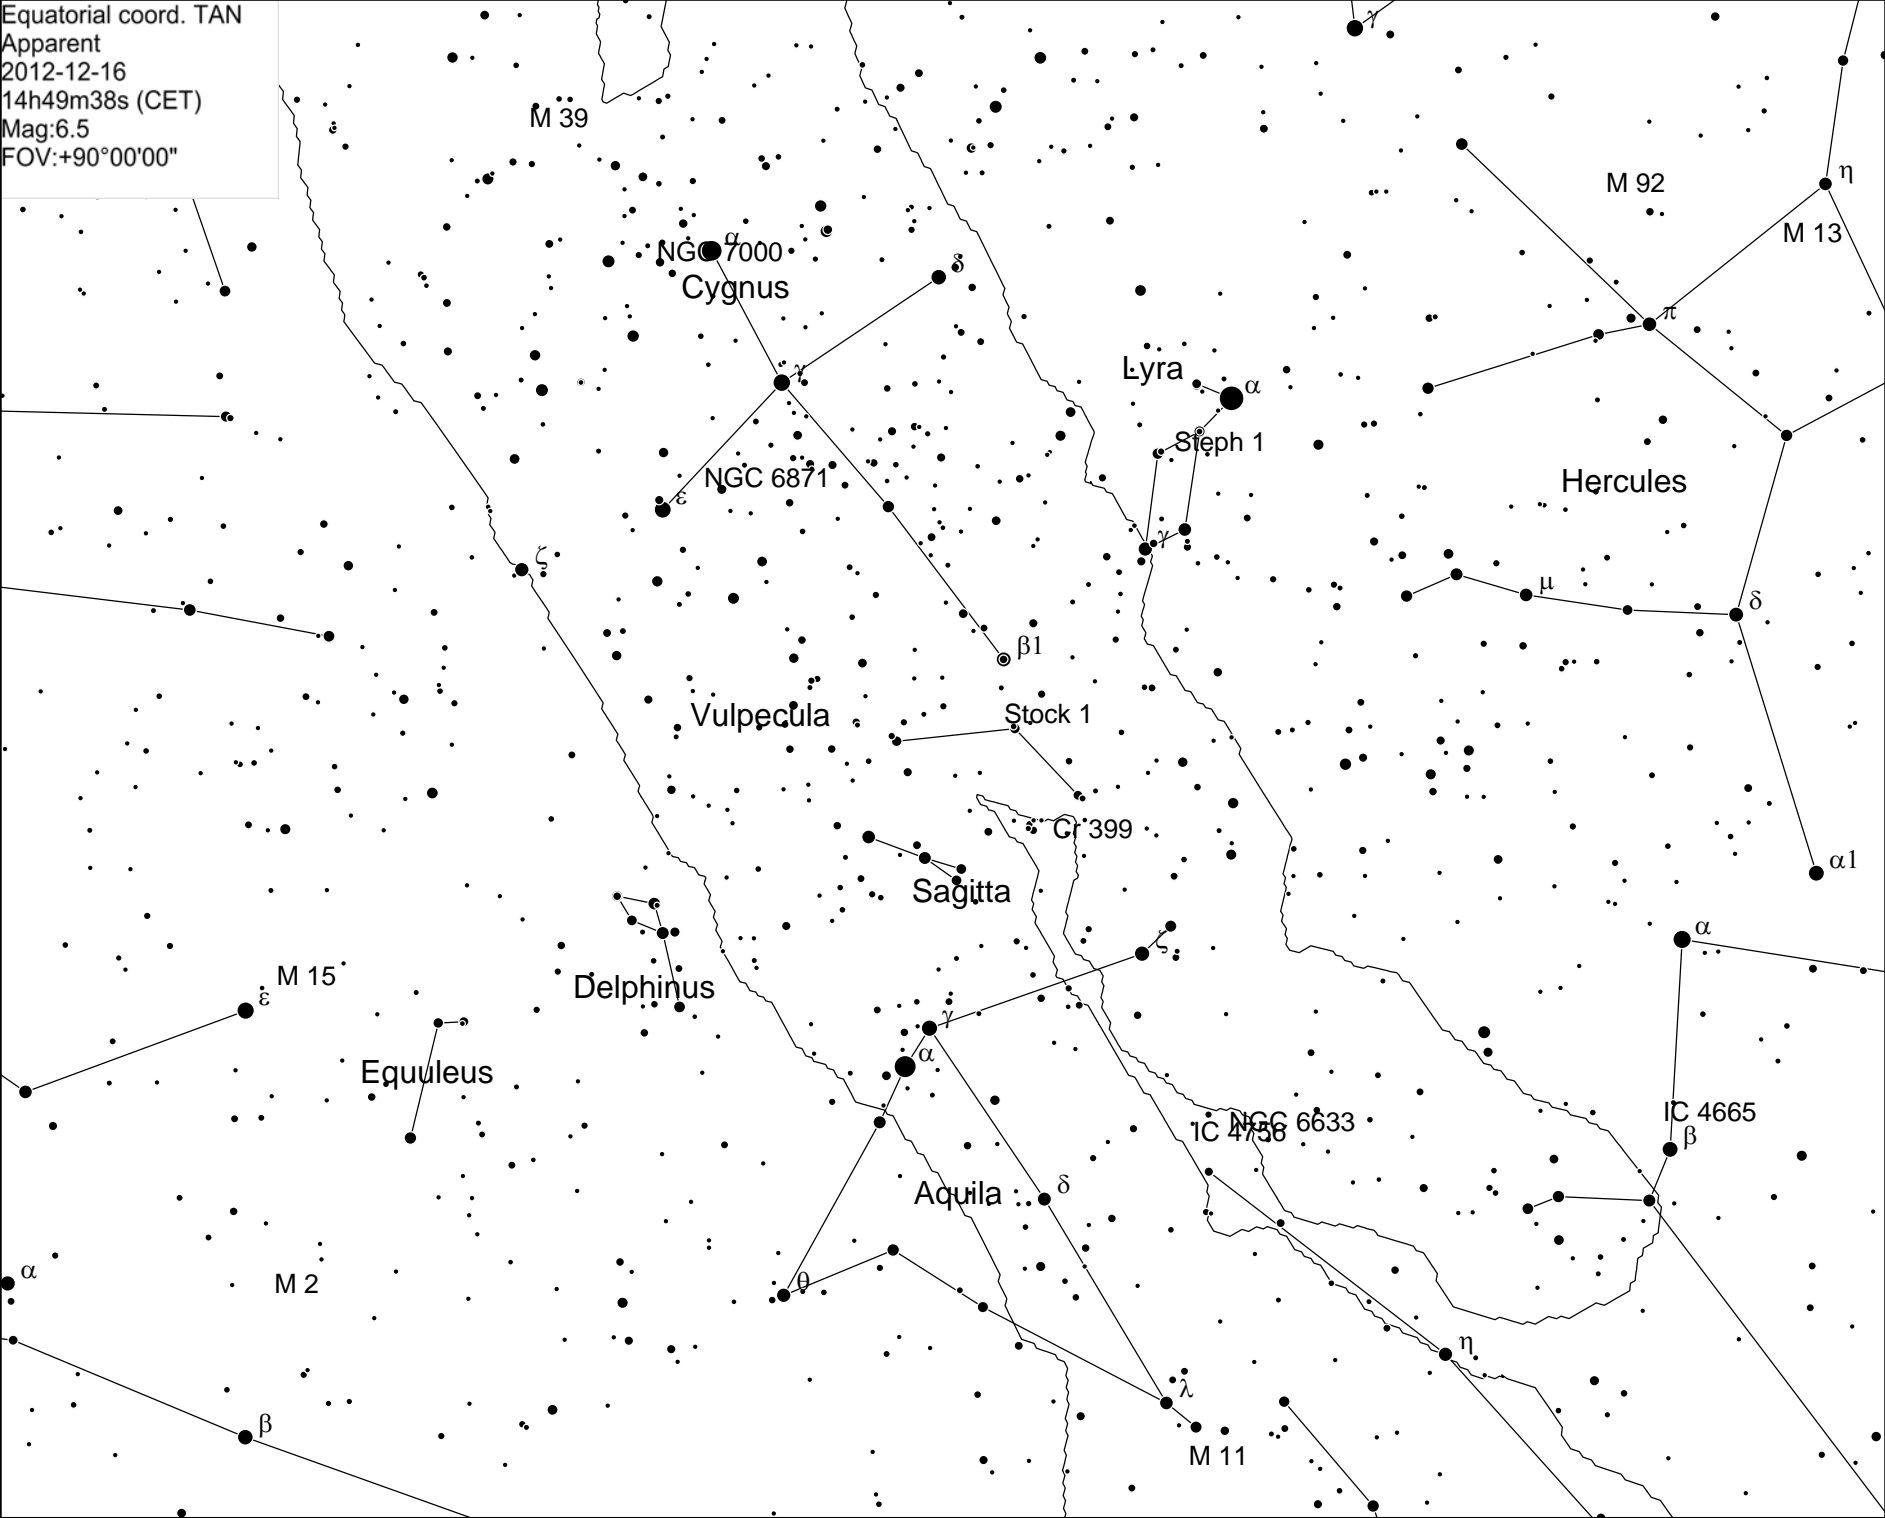 Equatorial coord. TAN
Apparent
2012-12-16
14h49m38s (CET)
Mag:6.5
FOV:+90°00'00"
γ
M 39
M 92
η
M 13
α
NGC 7000
δ
Cygnus
π
Lyra
α
γ
Steph 1
NGC 6871
Hercules
ε
γ
ζ
μ
δ
β1
Vulpecula
Stock 1
Cr 399
α1
Sagitta
α
ζ
M 15
Delphinus
ε
γ
α
Equuleus
IC 4665
NGC 6633
IC 4756
β
Aquila
δ
α
M 2
θ
η
λ
β
M 11